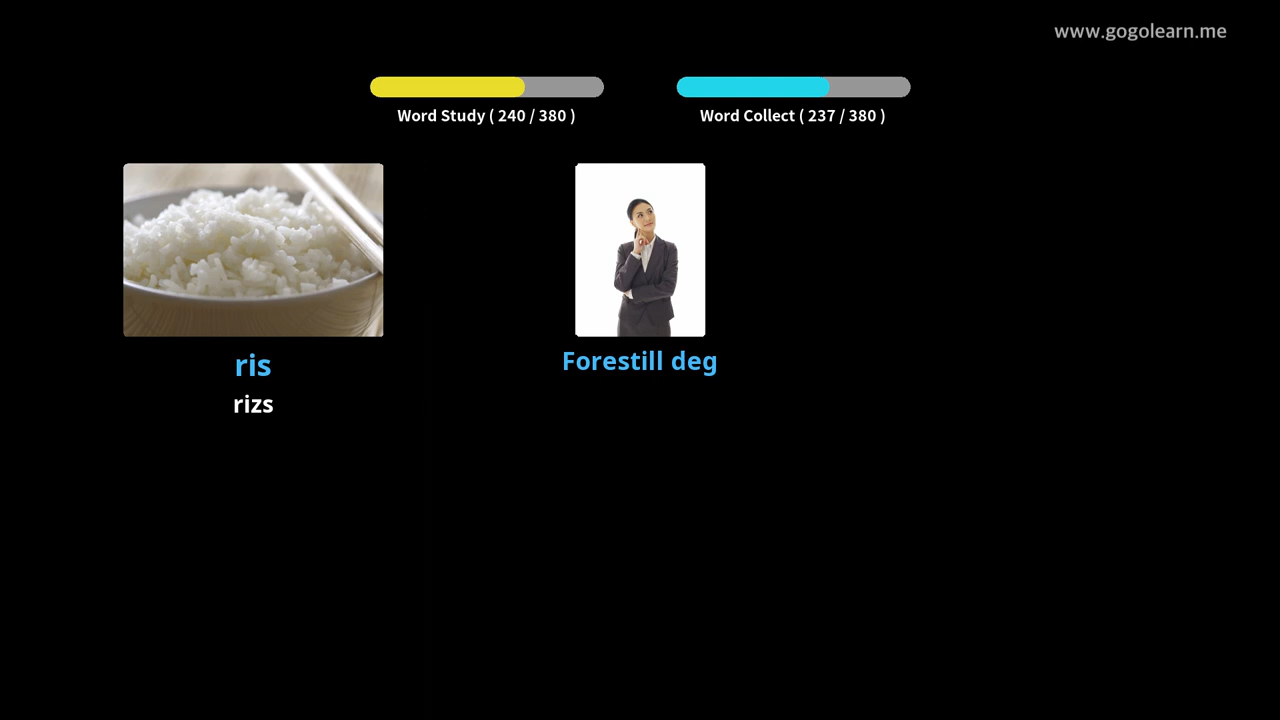 www.gogolearn.me
Word Study ( 240 / 380 )
Word Collect ( 237 / 380 )
ris
rizs
Forestill deg